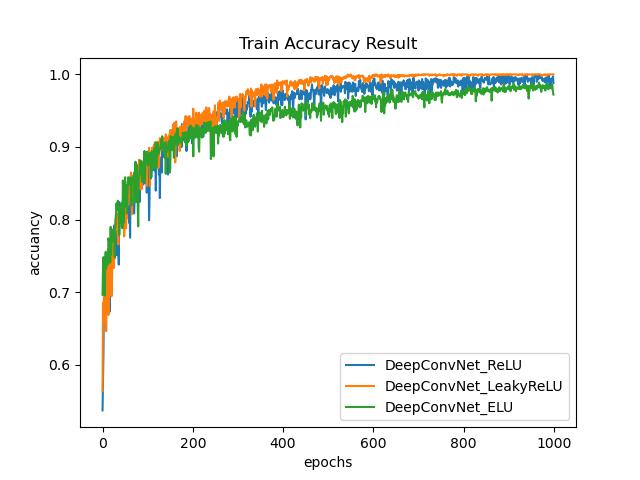 Train Accuracy Result
1.0
0.9
0.8
0.7
0.6
accuancy
0 200 400 600 800 1000
epochs
DeepConvNet_ReLU
DeepConvNet_LeakyReLU
DeepConvNet_ELU